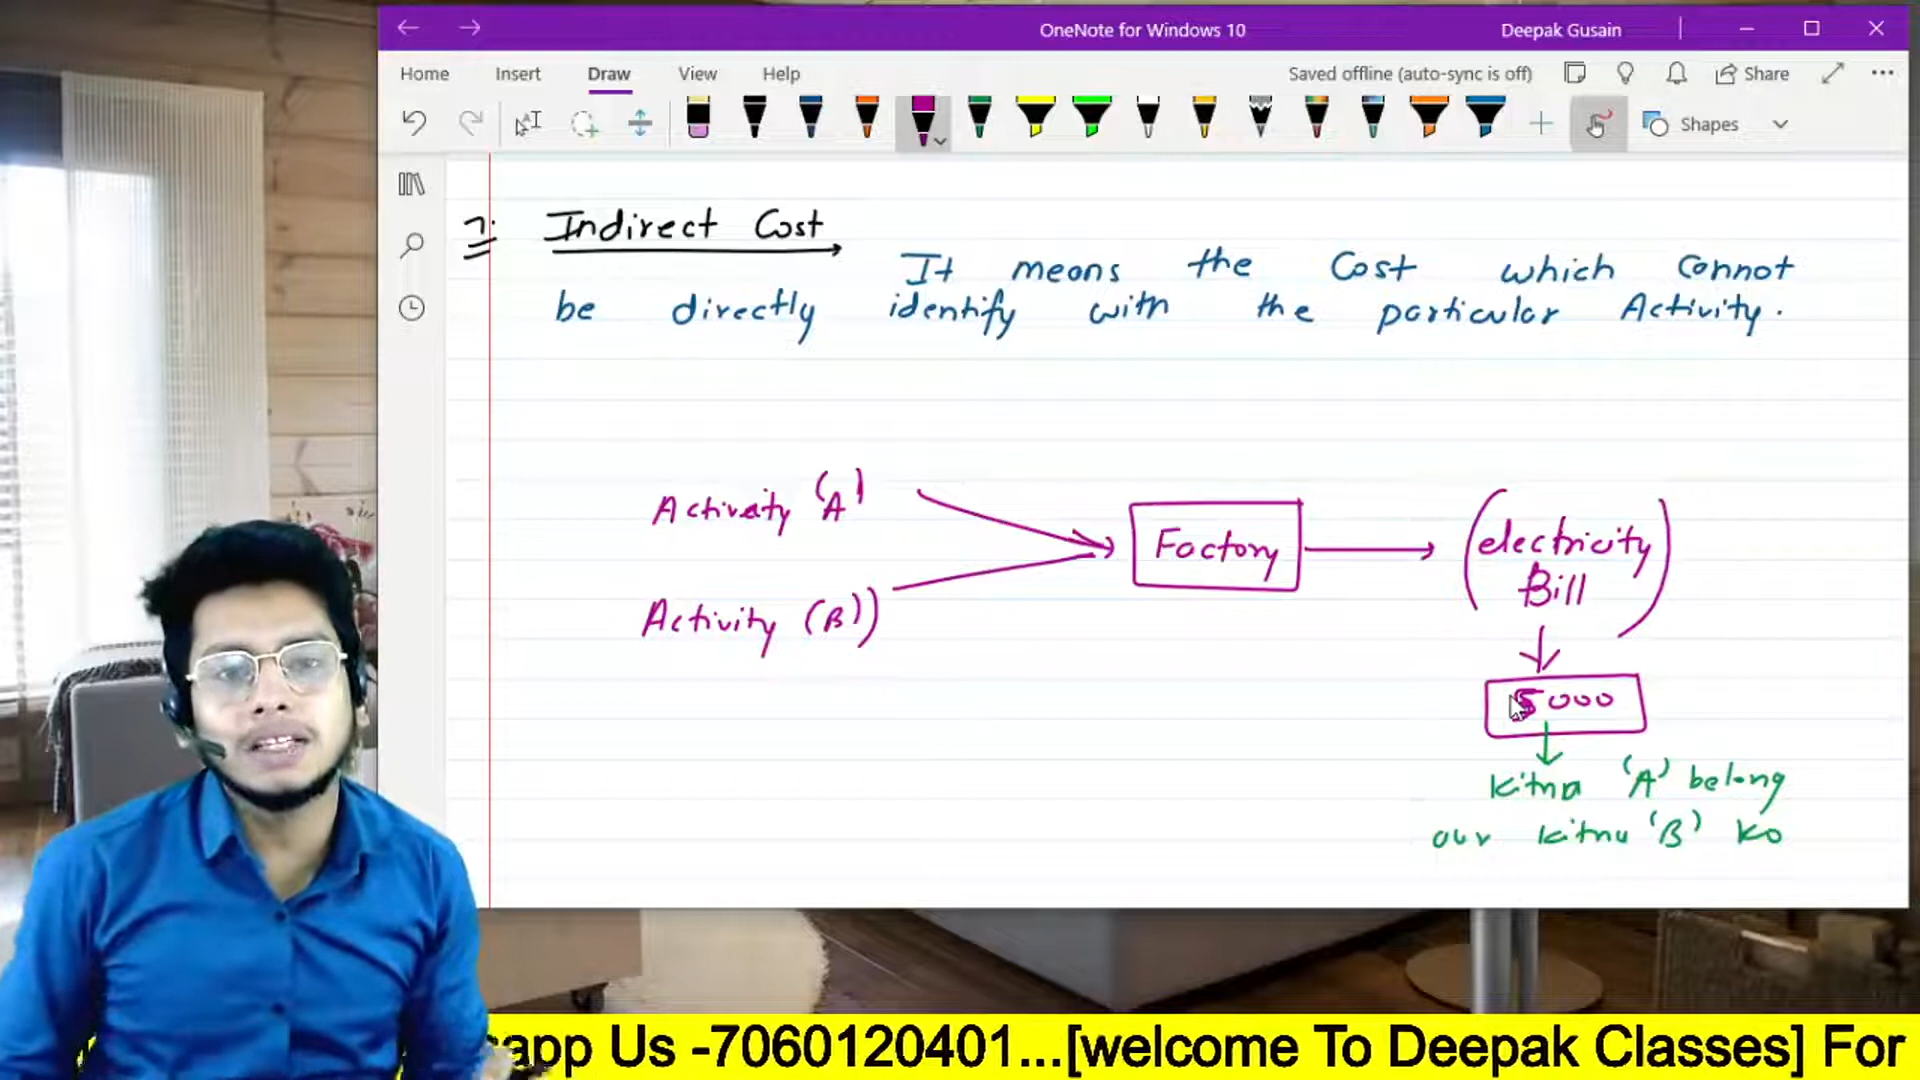 OneNote for Windows 10
Deepak Gusain
Home Insert Draw View Help
Saved offline (auto-sync is off)
Share
Shapes
7. Indirect Cost
It means the Cost which cannot
be directly identify with the particular Activity.
Activity 'A'
Activity (B))
Factory
(electricity
Bill)
5000
kitna 'A' belong
aur kitna 'B' ko
app Us -7060120401...[welcome To Deepak Classes] For